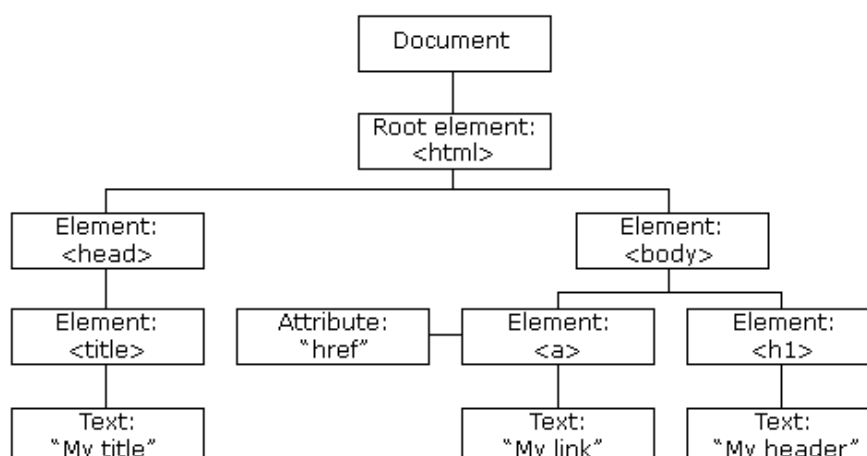 Document
Root element:
<html>
Element:
<head>
Element:
<body>
Element:
<title>
Attribute:
“href”
Element:
<a>
Element:
<h1>
Text:
“My title”
Text:
“My link”
Text:
“My header”